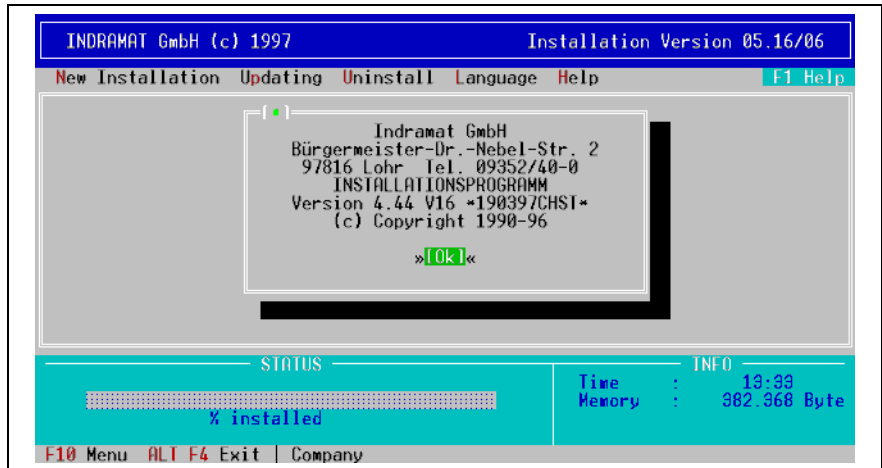 INDRAMAT GmbH (c) 1997 Installation Version 05.16/06
New Installation Updating Uninstall Language Help F1 Help
[▪]
Indramat GmbH
Bürgermeister-Dr.-Nebel-Str. 2
97816 Lohr Tel. 09352/40-0
INSTALLATIONSPROGRAMM
Version 4.44 V16 *190397CHST*
(c) Copyright 1990-96
»[Ok]«
STATUS
INFO
Time : 13:33
Memory : 382.368 Byte
% installed
F10 Menu ALT F4 Exit | Company